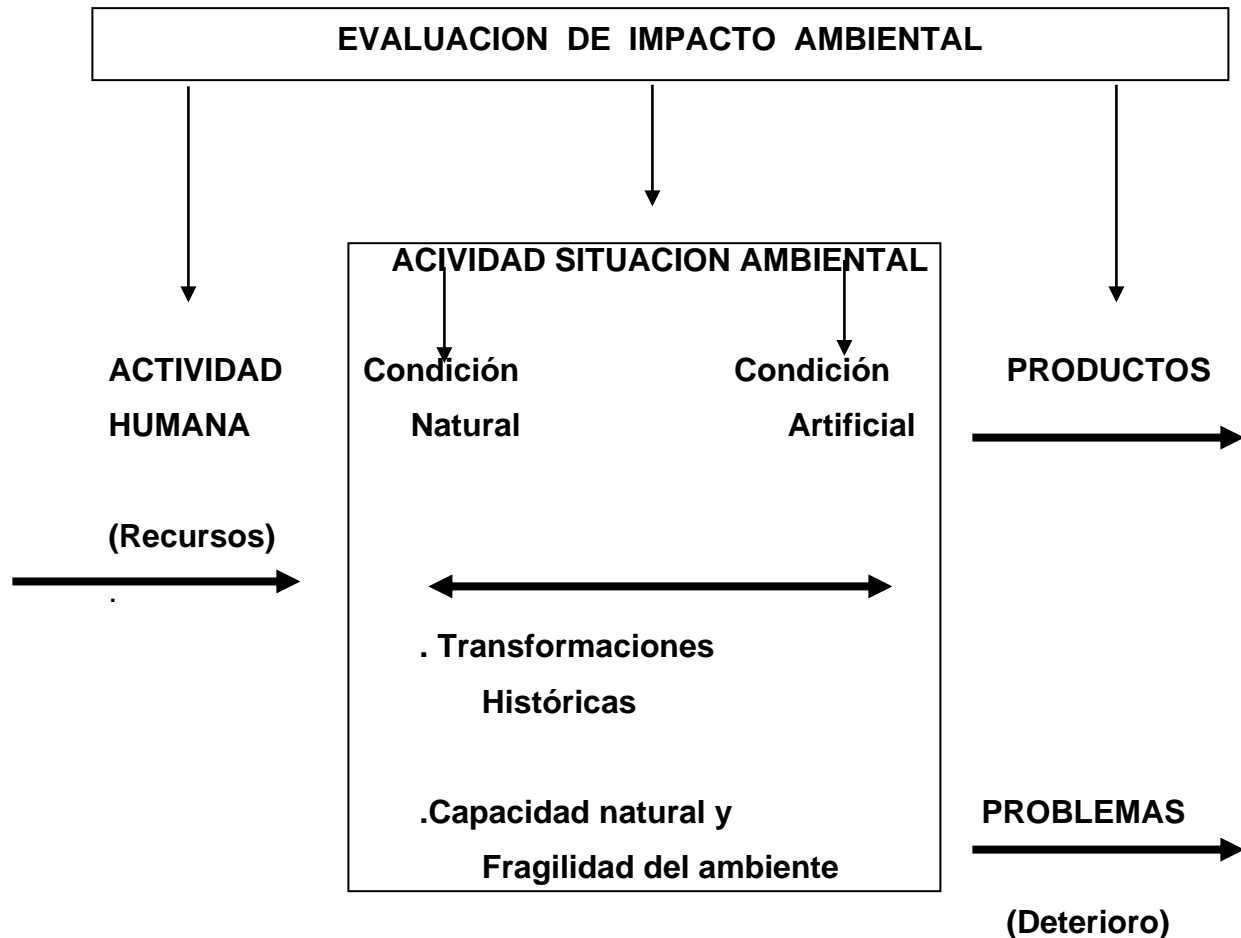 EVALUACION DE IMPACTO AMBIENTAL
ACIVIDAD SITUACION AMBIENTAL
ACTIVIDAD Condición Condición PRODUCTOS
HUMANA Natural Artificial
(Recursos)
.
. Transformaciones
Históricas
.Capacidad natural y PROBLEMAS
Fragilidad del ambiente
(Deterioro)